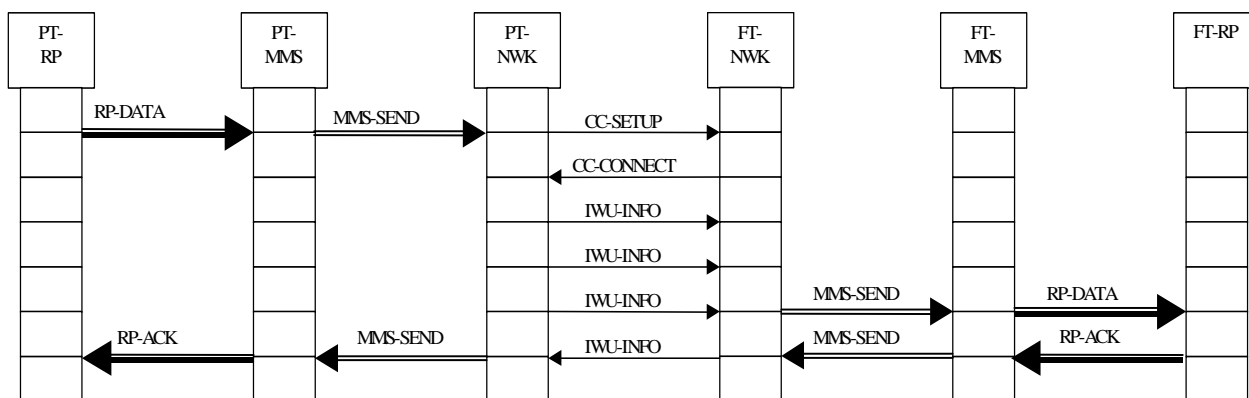 PT-
RP
PT-
MMS
PT-
NWK
FT-
NWK
FT-
MMS
FT-RP
RP-DATA
MMS-SEND
CC-SETUP
CC-CONNECT
IWU-INFO
IWU-INFO
IWU-INFO
MMS-SEND
RP-DATA
RP-ACK
MMS-SEND
IWU-INFO
MMS-SEND
RP-ACK